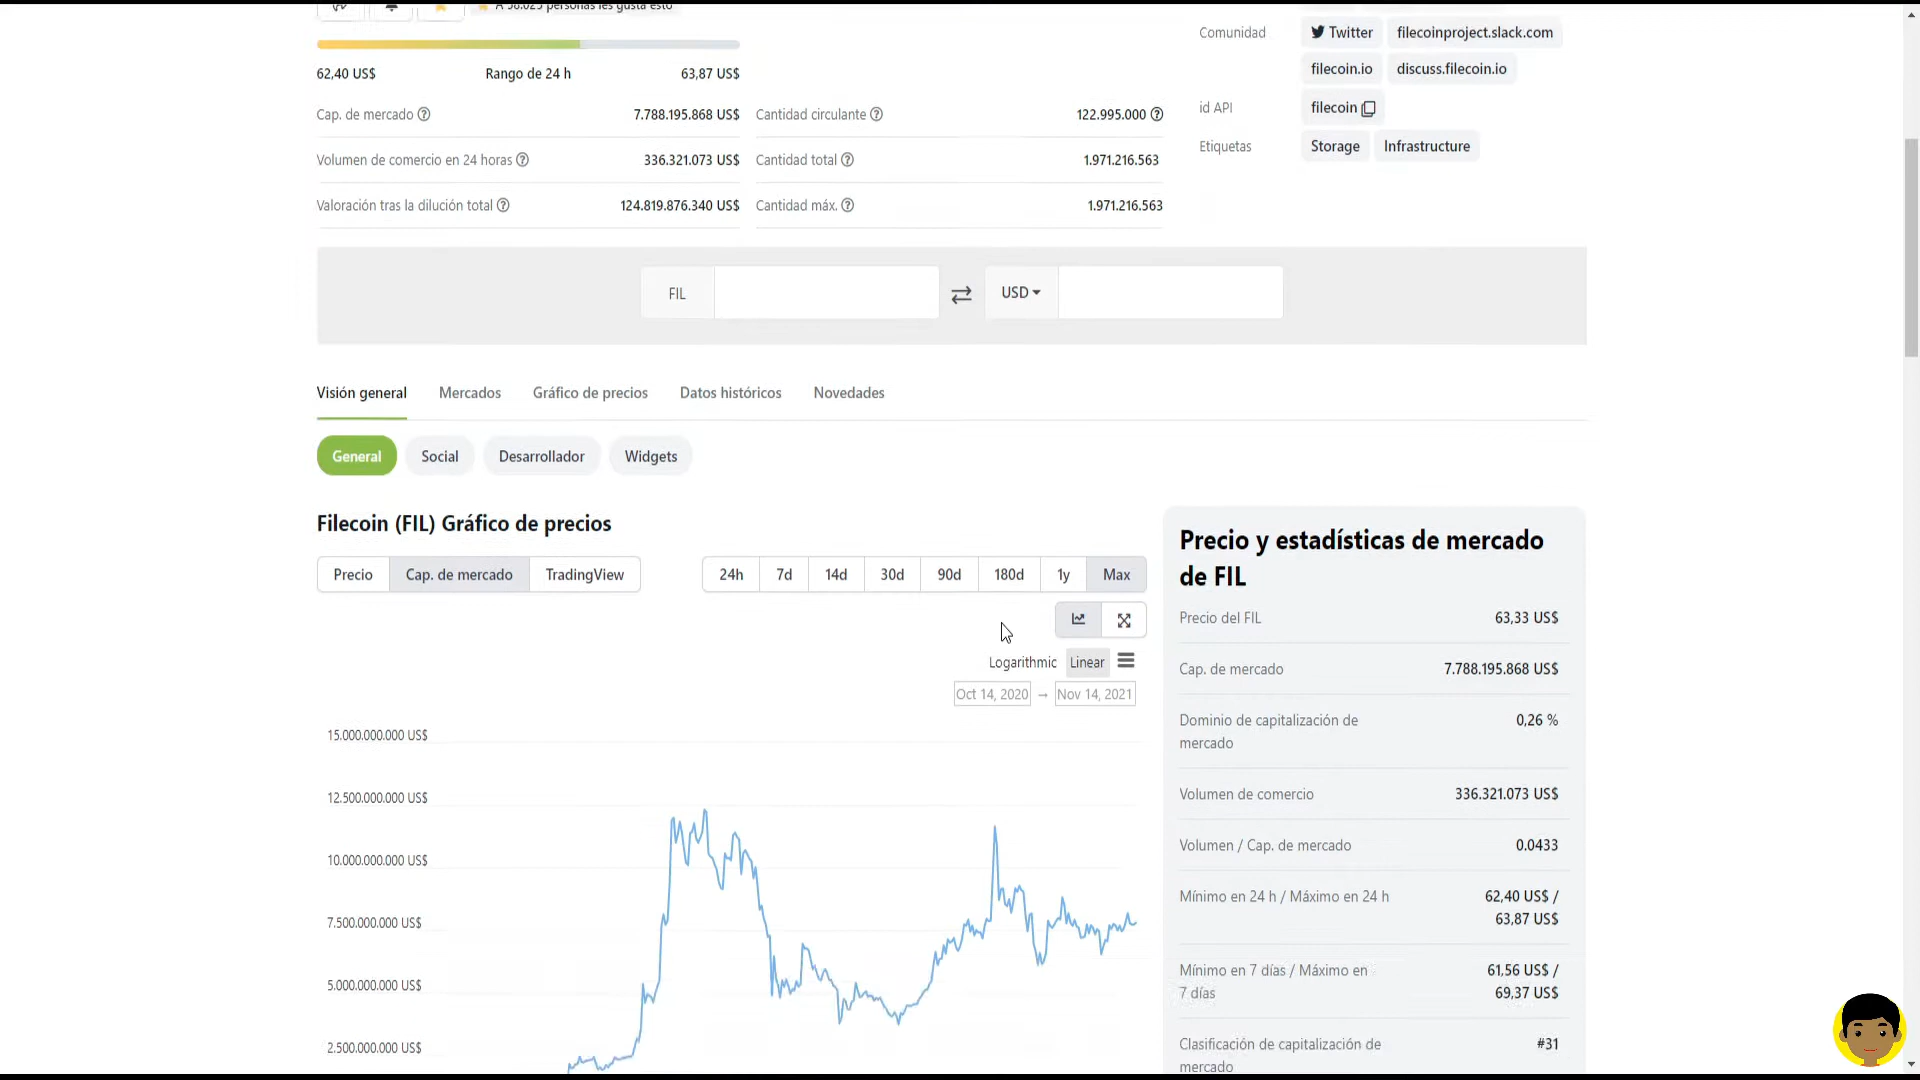 A 58.025 personas les gusta esto
62,40 US$ Rango de 24 h 63,87 US$
Cap. de mercado 7.788.195.868 US$
Volumen de comercio en 24 horas 336.321.073 US$
Valoración tras la dilución total 124.819.876.340 US$
Cantidad circulante 122.995.000
Cantidad total 1.971.216.563
Cantidad máx. 1.971.216.563
Comunidad Twitter filecoinproject.slack.com
filecoin.io discuss.filecoin.io
id API filecoin
Etiquetas Storage Infrastructure
FIL USD
Visión general Mercados Gráfico de precios Datos históricos Novedades
General Social Desarrollador Widgets
Filecoin (FIL) Gráfico de precios
Precio Cap. de mercado TradingView 24h 7d 14d 30d 90d 180d 1y Max
Logarithmic Linear
Oct 14, 2020 → Nov 14, 2021
15.000.000.000 US$
12.500.000.000 US$
10.000.000.000 US$
7.500.000.000 US$
5.000.000.000 US$
2.500.000.000 US$
Precio y estadísticas de mercado
de FIL
Precio del FIL 63,33 US$
Cap. de mercado 7.788.195.868 US$
Dominio de capitalización de 0,26 %
mercado
Volumen de comercio 336.321.073 US$
Volumen / Cap. de mercado 0.0433
Mínimo en 24 h / Máximo en 24 h 62,40 US$ /
63,87 US$
Mínimo en 7 días / Máximo en 61,56 US$ /
7 días 69,37 US$
Clasificación de capitalización de #31
mercado